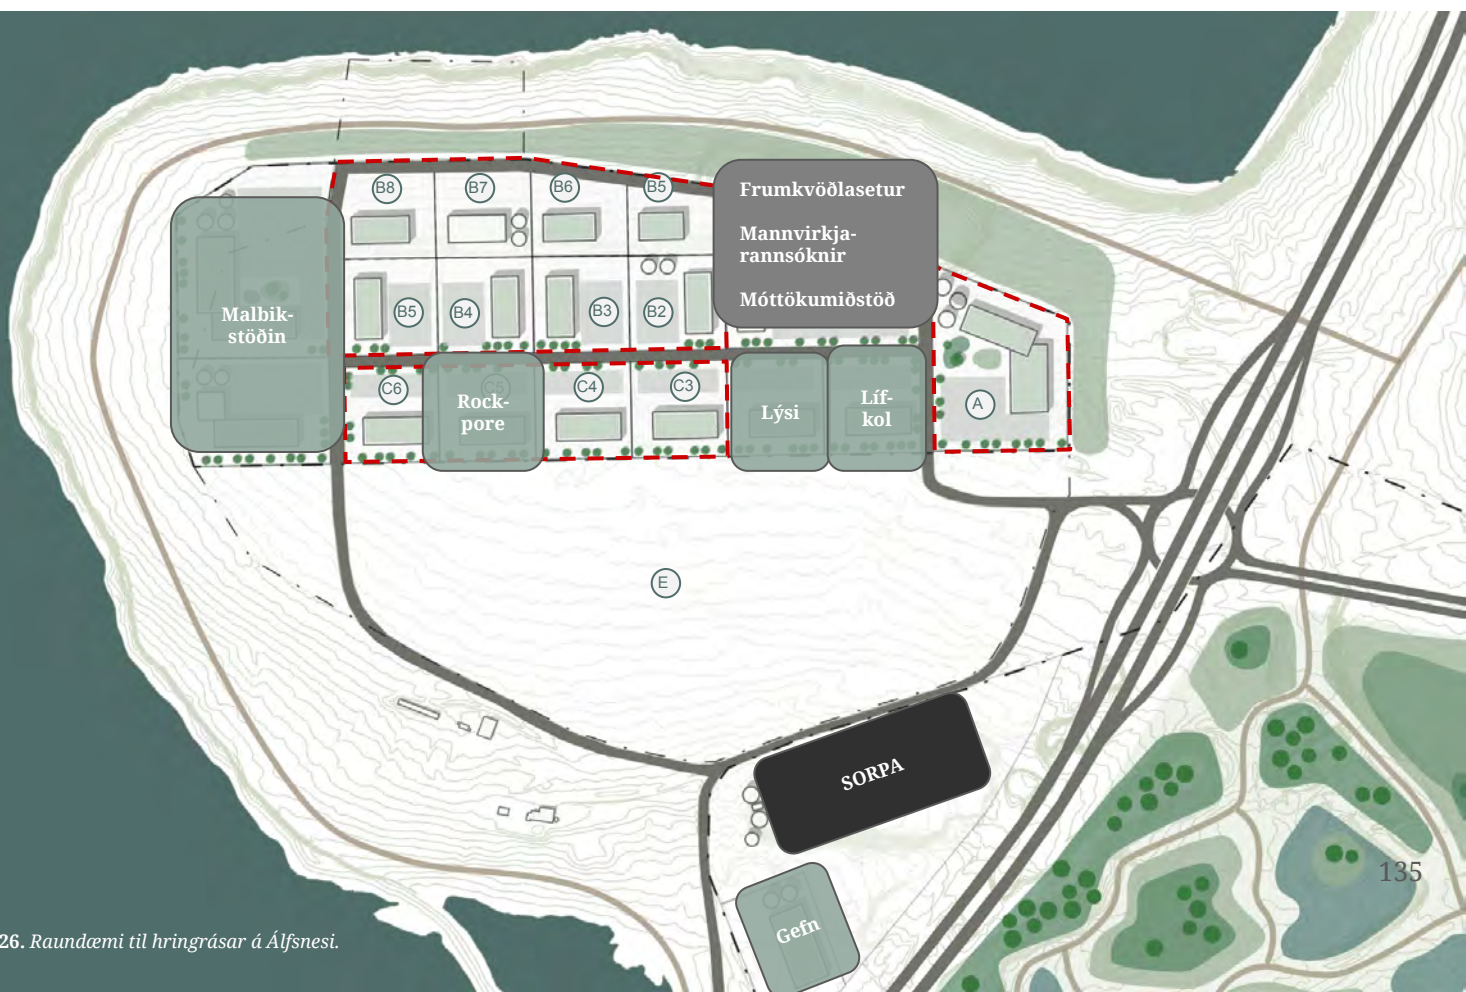 B8
B7
B6
B5
Frumkvöðlasetur
Mannvirkja-
rannsóknir
Móttökumiðstöð
Malbik-
stöðin
B5
B4
B3
B2
C6
C5
C4
C3
Rock-
pore
Lýsi
Líf-
kol
A
E
SORPA
Gefn
135
26. Raundæmi til hringrásar á Álfsnesi.